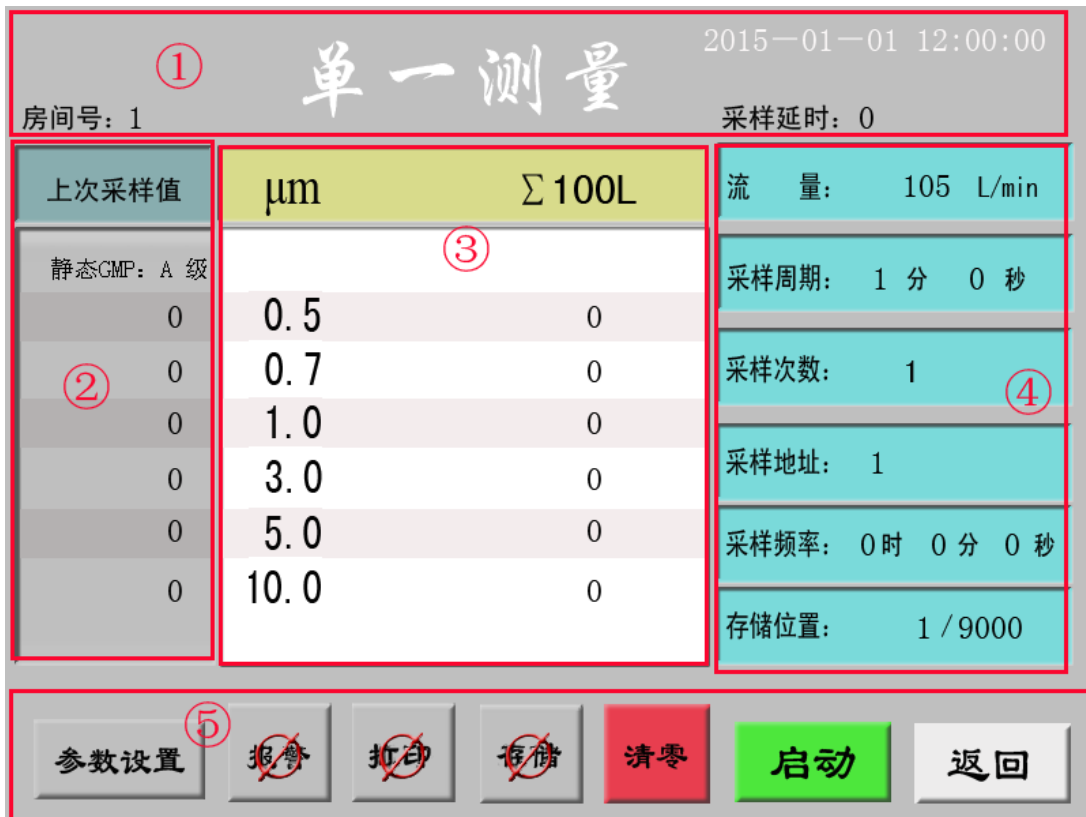 2015－01－01 12:00:00
① 单一测量
房间号：1 采样延时：0
上次采样值
静态GMP：A 级
0
0
②
0
0
0
0
μm ∑100L
③
0.5 0
0.7 0
1.0 0
3.0 0
5.0 0
10.0 0
流 量： 105 L/min
采样周期： 1 分 0 秒
采样次数： 1
④
采样地址： 1
采样频率： 0时 0分 0秒
存储位置： 1/9000
⑤
参数设置 报警 打印 存储 清零 启动 返回